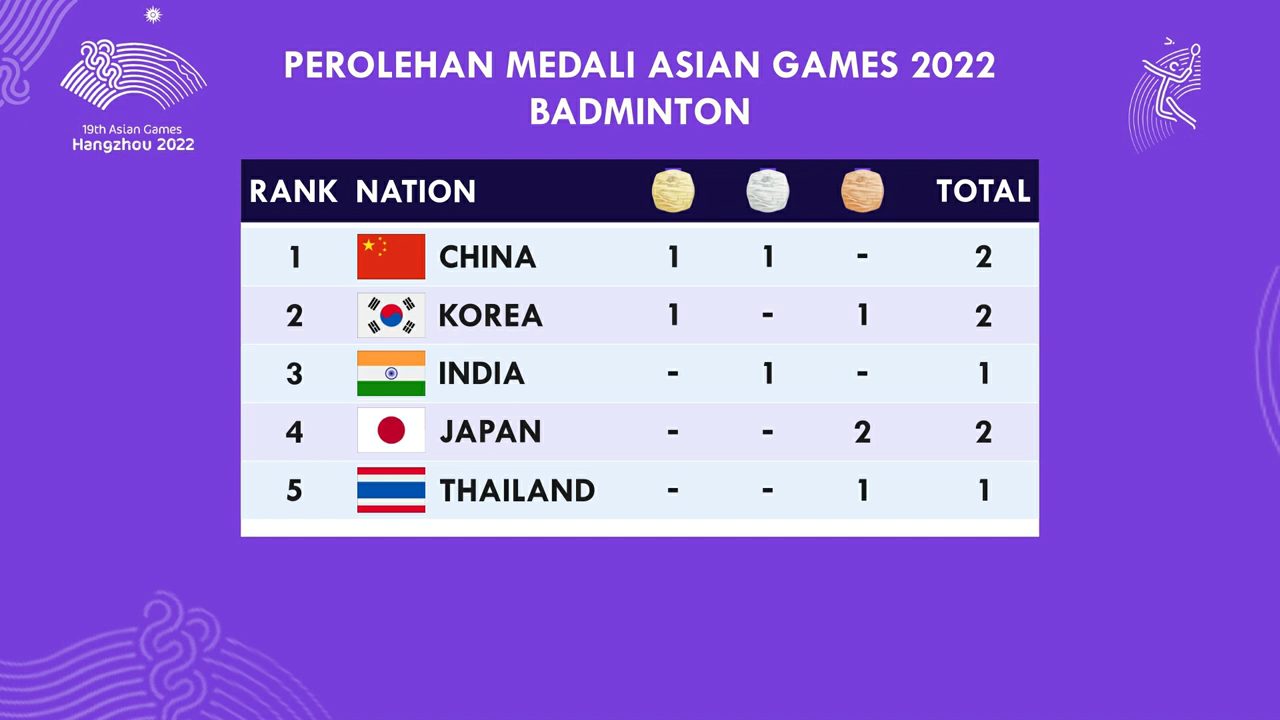 PEROLEHAN MEDALI ASIAN GAMES 2022
BADMINTON
19th Asian Games
Hangzhou 2022
RANK NATION TOTAL
1 CHINA 1 1 - 2
2 KOREA 1 - 1 2
3 INDIA - 1 - 1
4 JAPAN - - 2 2
5 THAILAND - - 1 1